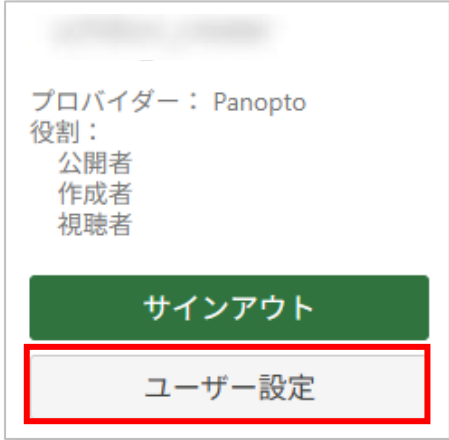 プロバイダー： Panopto
役割：
公開者
作成者
視聴者
サインアウト
ユーザー設定